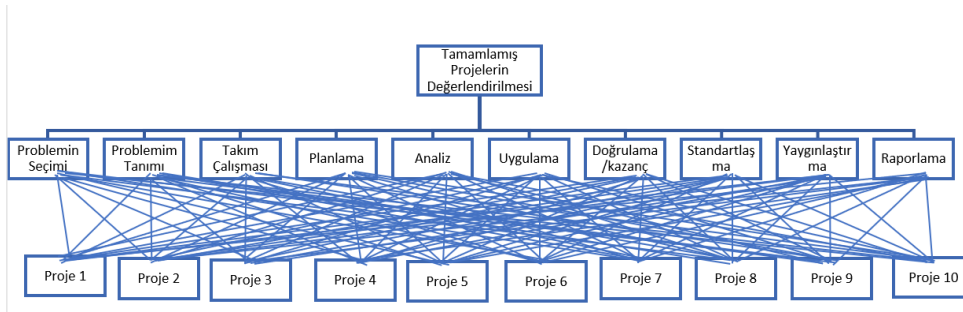 Tamamlamış
Projelerin
Değerlendirilmesi
Problemin
Seçimi
Problemim
Tanımı
Takım
Çalışması
Planlama
Analiz
Uygulama
Doğrulama
/kazanç
Standartlaş
ma
Yaygınlaştır
ma
Raporlama
Proje 1
Proje 2
Proje 3
Proje 4
Proje 5
Proje 6
Proje 7
Proje 8
Proje 9
Proje 10